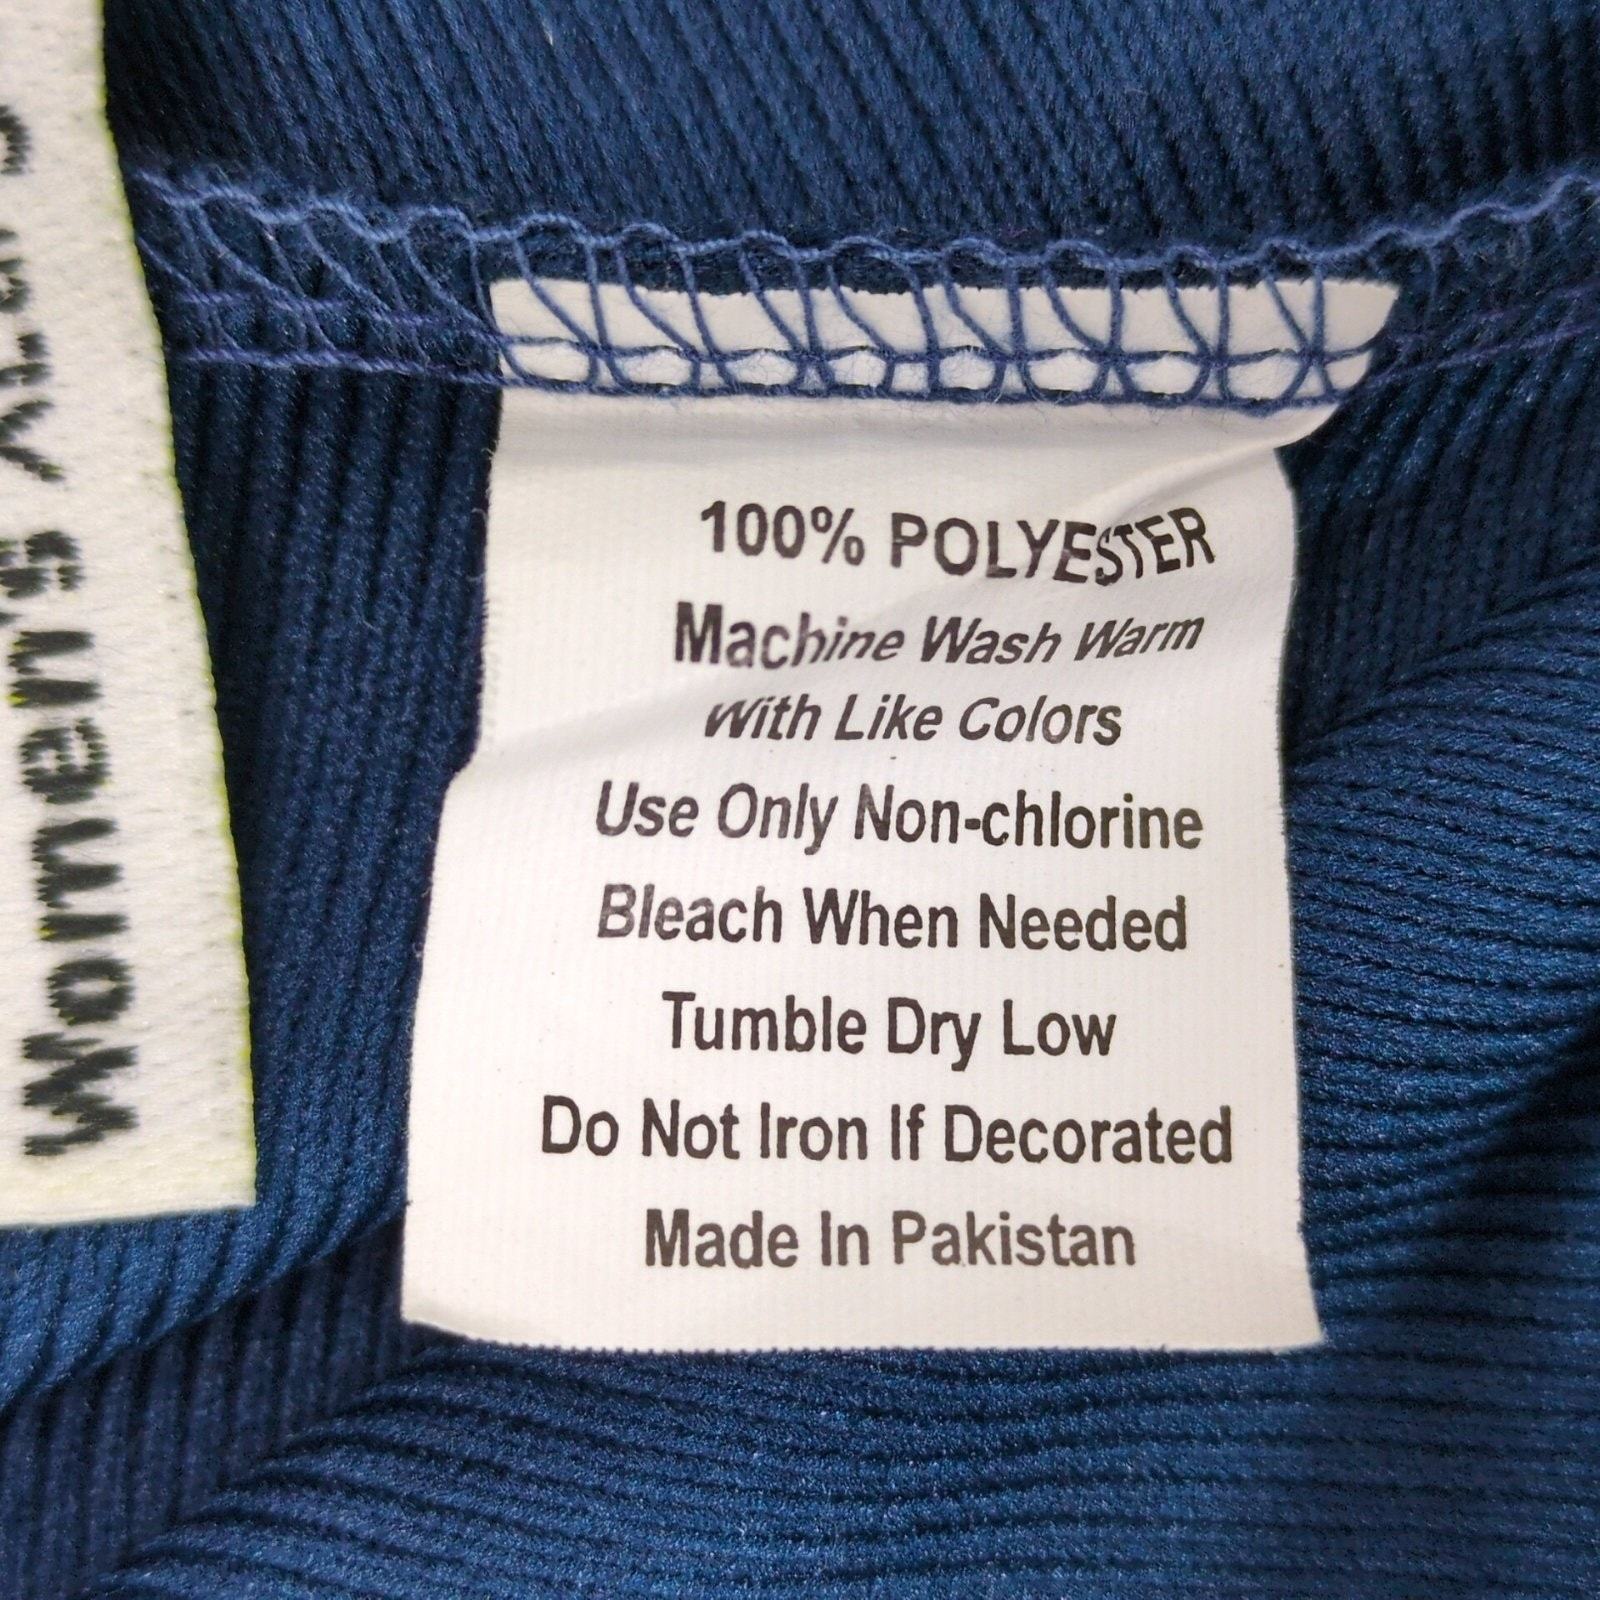 100% POLYESTER
Machine Wash Warm
With Like Colors
Use Only Non-chlorine
Bleach When Needed
Tumble Dry Low
Do Not Iron If Decorated
Made In Pakistan
Women's